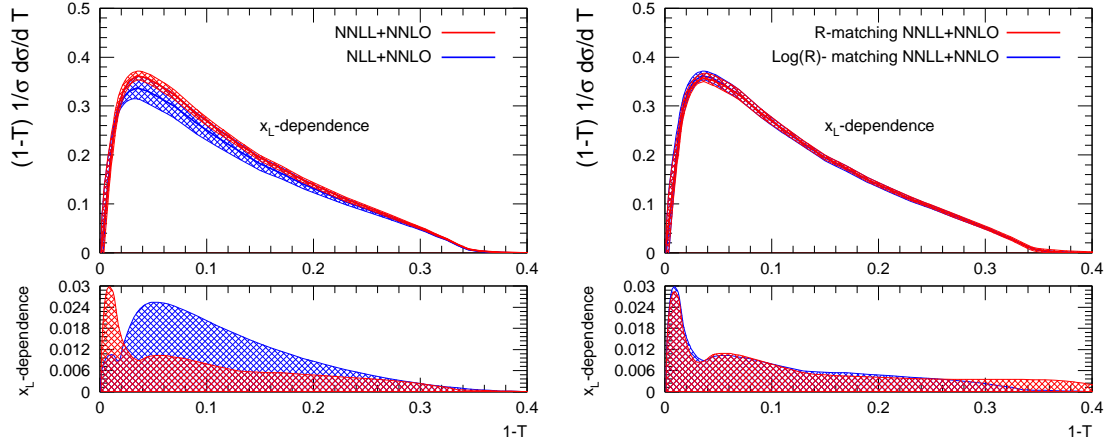 (1-T) 1/σ dσ/d T
0.5
0.4
0.3
0.2
0.1
0
NNLL+NNLO
NLL+NNLO
x_L-dependence
0 0.1 0.2 0.3 0.4
x_L-dependence
0.03
0.024
0.018
0.012
0.006
0
0 0.1 0.2 0.3 0.4
1-T
(1-T) 1/σ dσ/d T
0.5
0.4
0.3
0.2
0.1
0
R-matching NNLL+NNLO
Log(R)- matching NNLL+NNLO
x_L-dependence
0 0.1 0.2 0.3 0.4
x_L-dependence
0.03
0.024
0.018
0.012
0.006
0
0 0.1 0.2 0.3 0.4
1-T